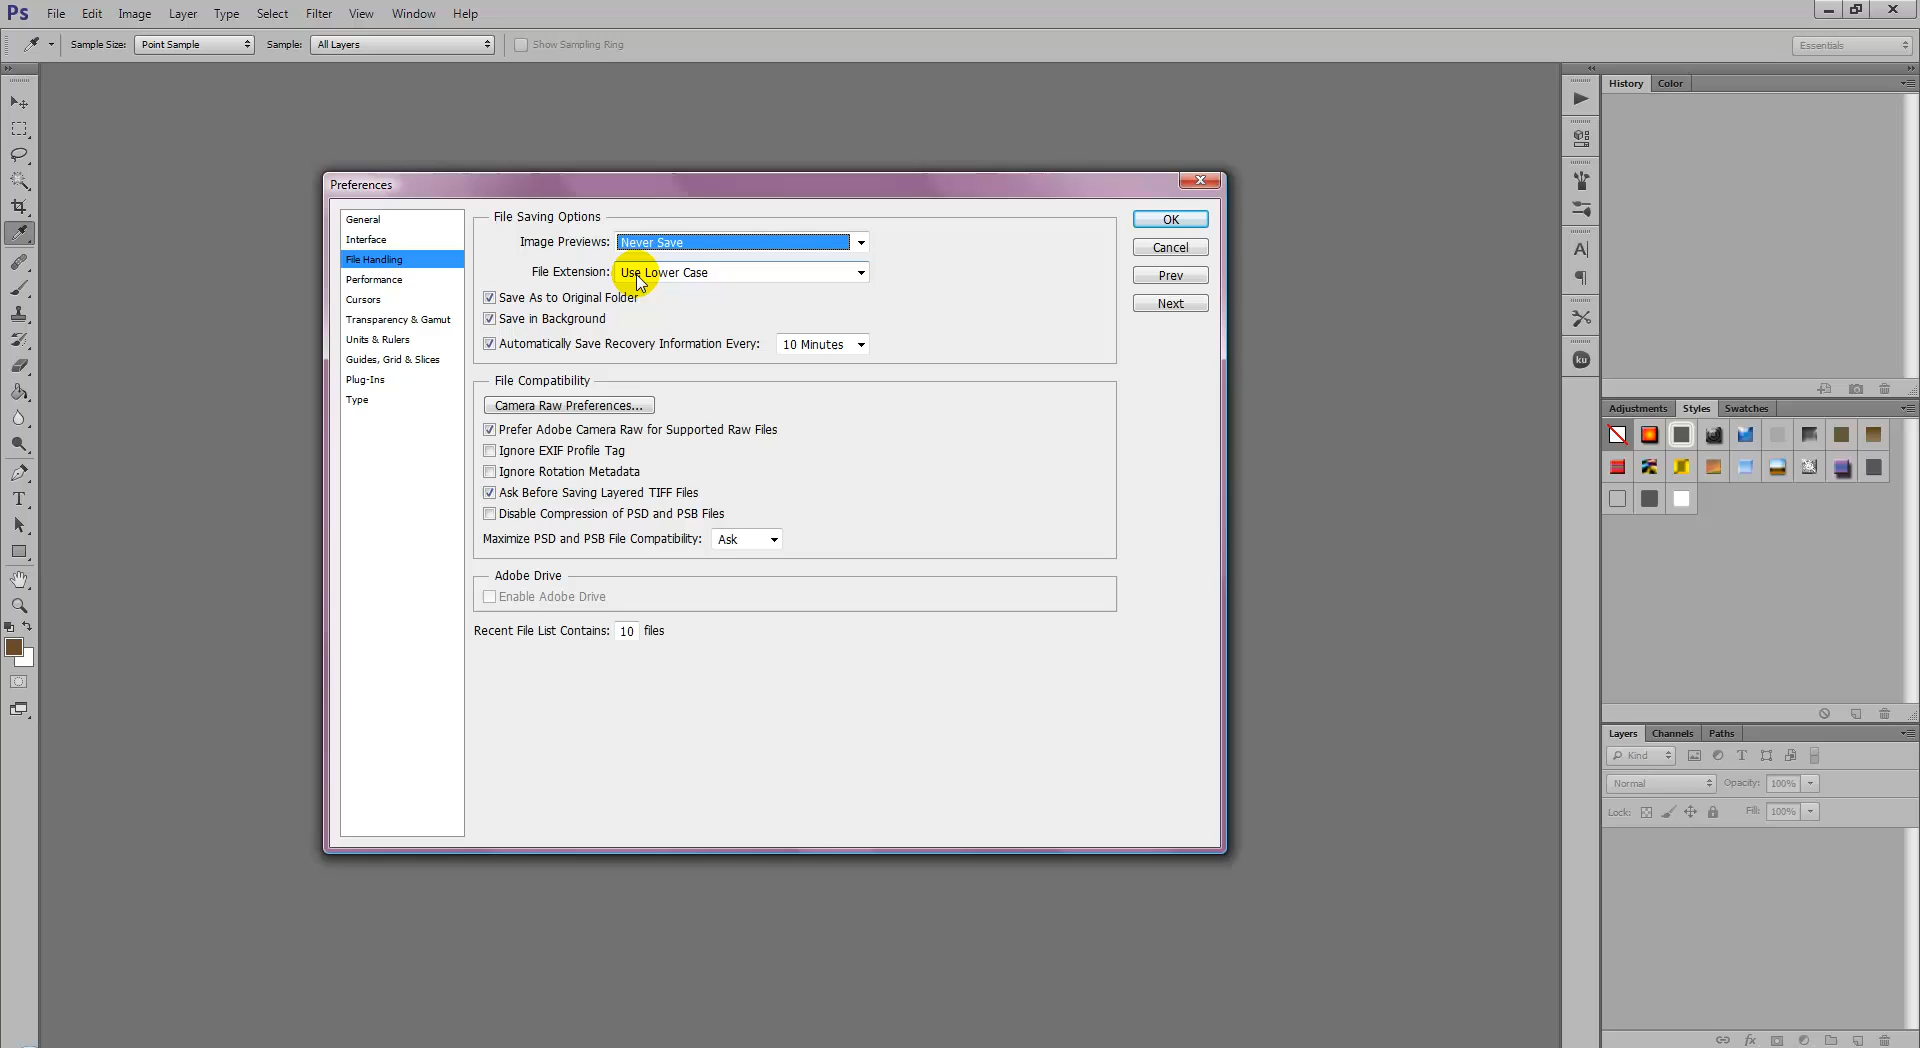 Ps File Edit Image Layer Type Select Filter View Window Help
Sample Size: Point Sample Sample: All Layers Show Sampling Ring Essentials
History Color
Preferences
General
Interface
File Handling
Performance
Cursors
Transparency & Gamut
Units & Rulers
Guides, Grid & Slices
Plug-Ins
Type
File Saving Options
Image Previews: Never Save
File Extension: Use Lower Case
Save As to Original Folder
Save in Background
Automatically Save Recovery Information Every: 10 Minutes
File Compatibility
Camera Raw Preferences...
Prefer Adobe Camera Raw for Supported Raw Files
Ignore EXIF Profile Tag
Ignore Rotation Metadata
Ask Before Saving Layered TIFF Files
Disable Compression of PSD and PSB Files
Maximize PSD and PSB File Compatibility: Ask
Adobe Drive
Enable Adobe Drive
Recent File List Contains: 10 files
OK
Cancel
Prev
Next
ku
Adjustments Styles Swatches
Layers Channels Paths
Kind
Normal Opacity: 100%
Lock: Fill: 100%
fx